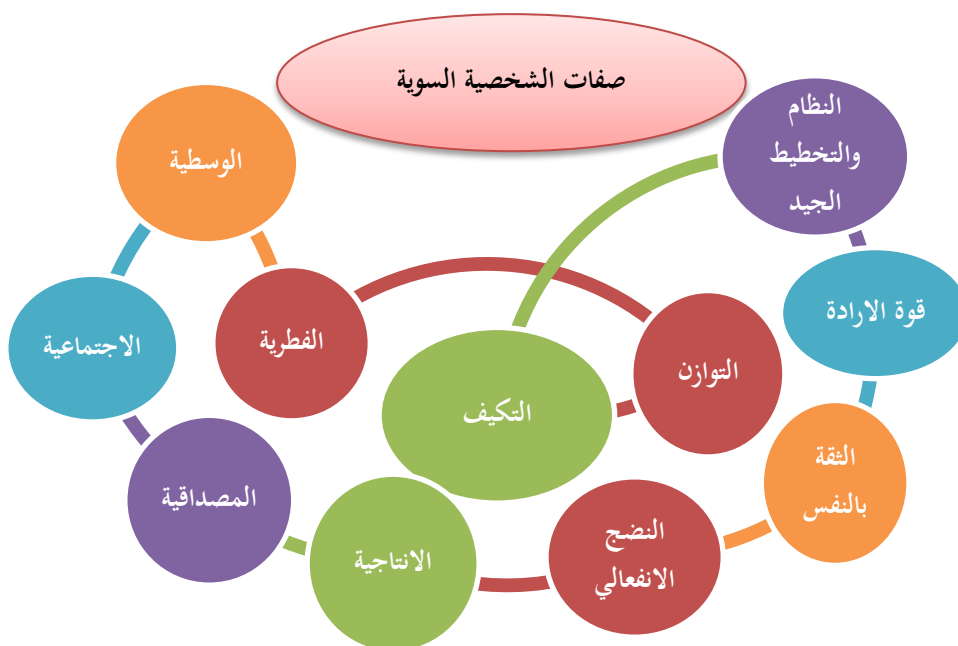 صفات الشخصية السوية
النظام
والتخطيط
الجيد
الوسطية
قوة الارادة
الفطرية
الاجتماعية
التوازن
التكيف
الثقة
بالنفس
المصداقية
النضج
الانفعالي
الانتاجية